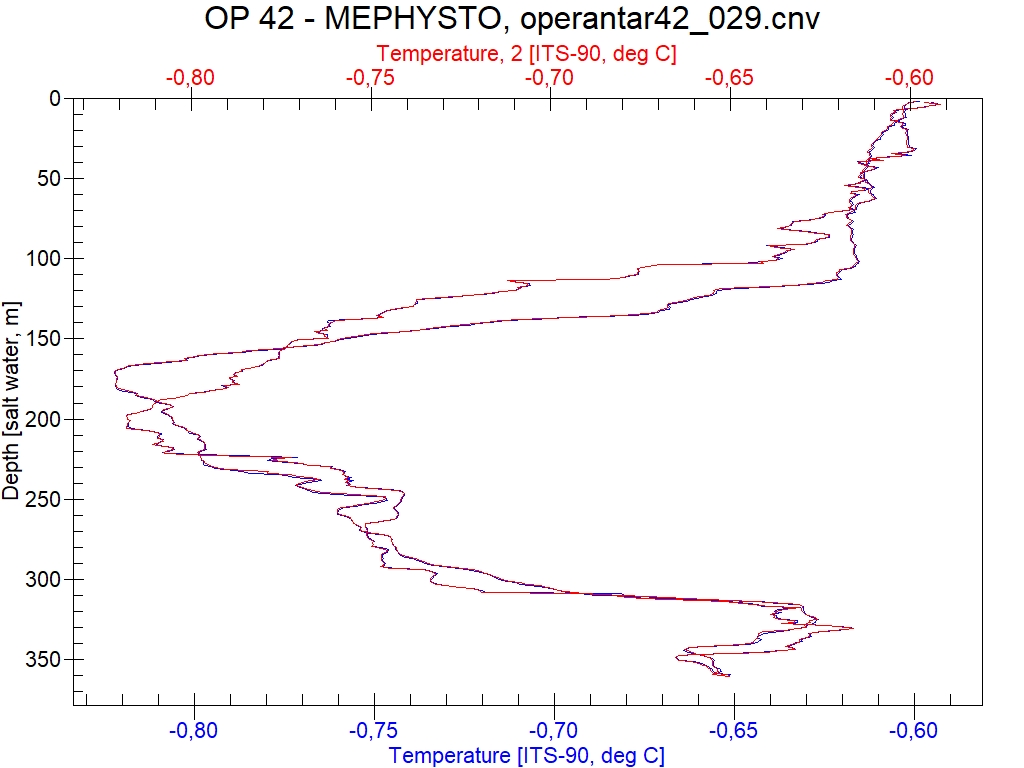 OP 42 - MEPHYSTO, operantar42_029.cnv
Temperature, 2 [ITS-90, deg C]
-0,80 -0,75 -0,70 -0,65 -0,60
0
50
100
150
200
250
300
350
Depth [salt water, m]
-0,80 -0,75 -0,70 -0,65 -0,60
Temperature [ITS-90, deg C]